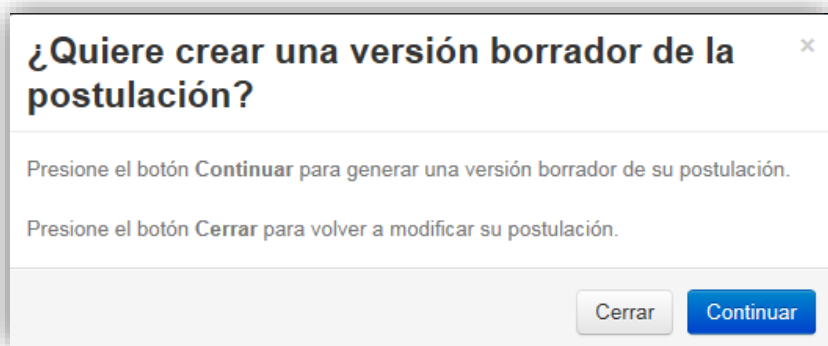 ¿Quiere crear una versión borrador de la
×
postulación?
Presione el botón Continuar para generar una versión borrador de su postulación.
Presione el botón Cerrar para volver a modificar su postulación.
Cerrar
Continuar